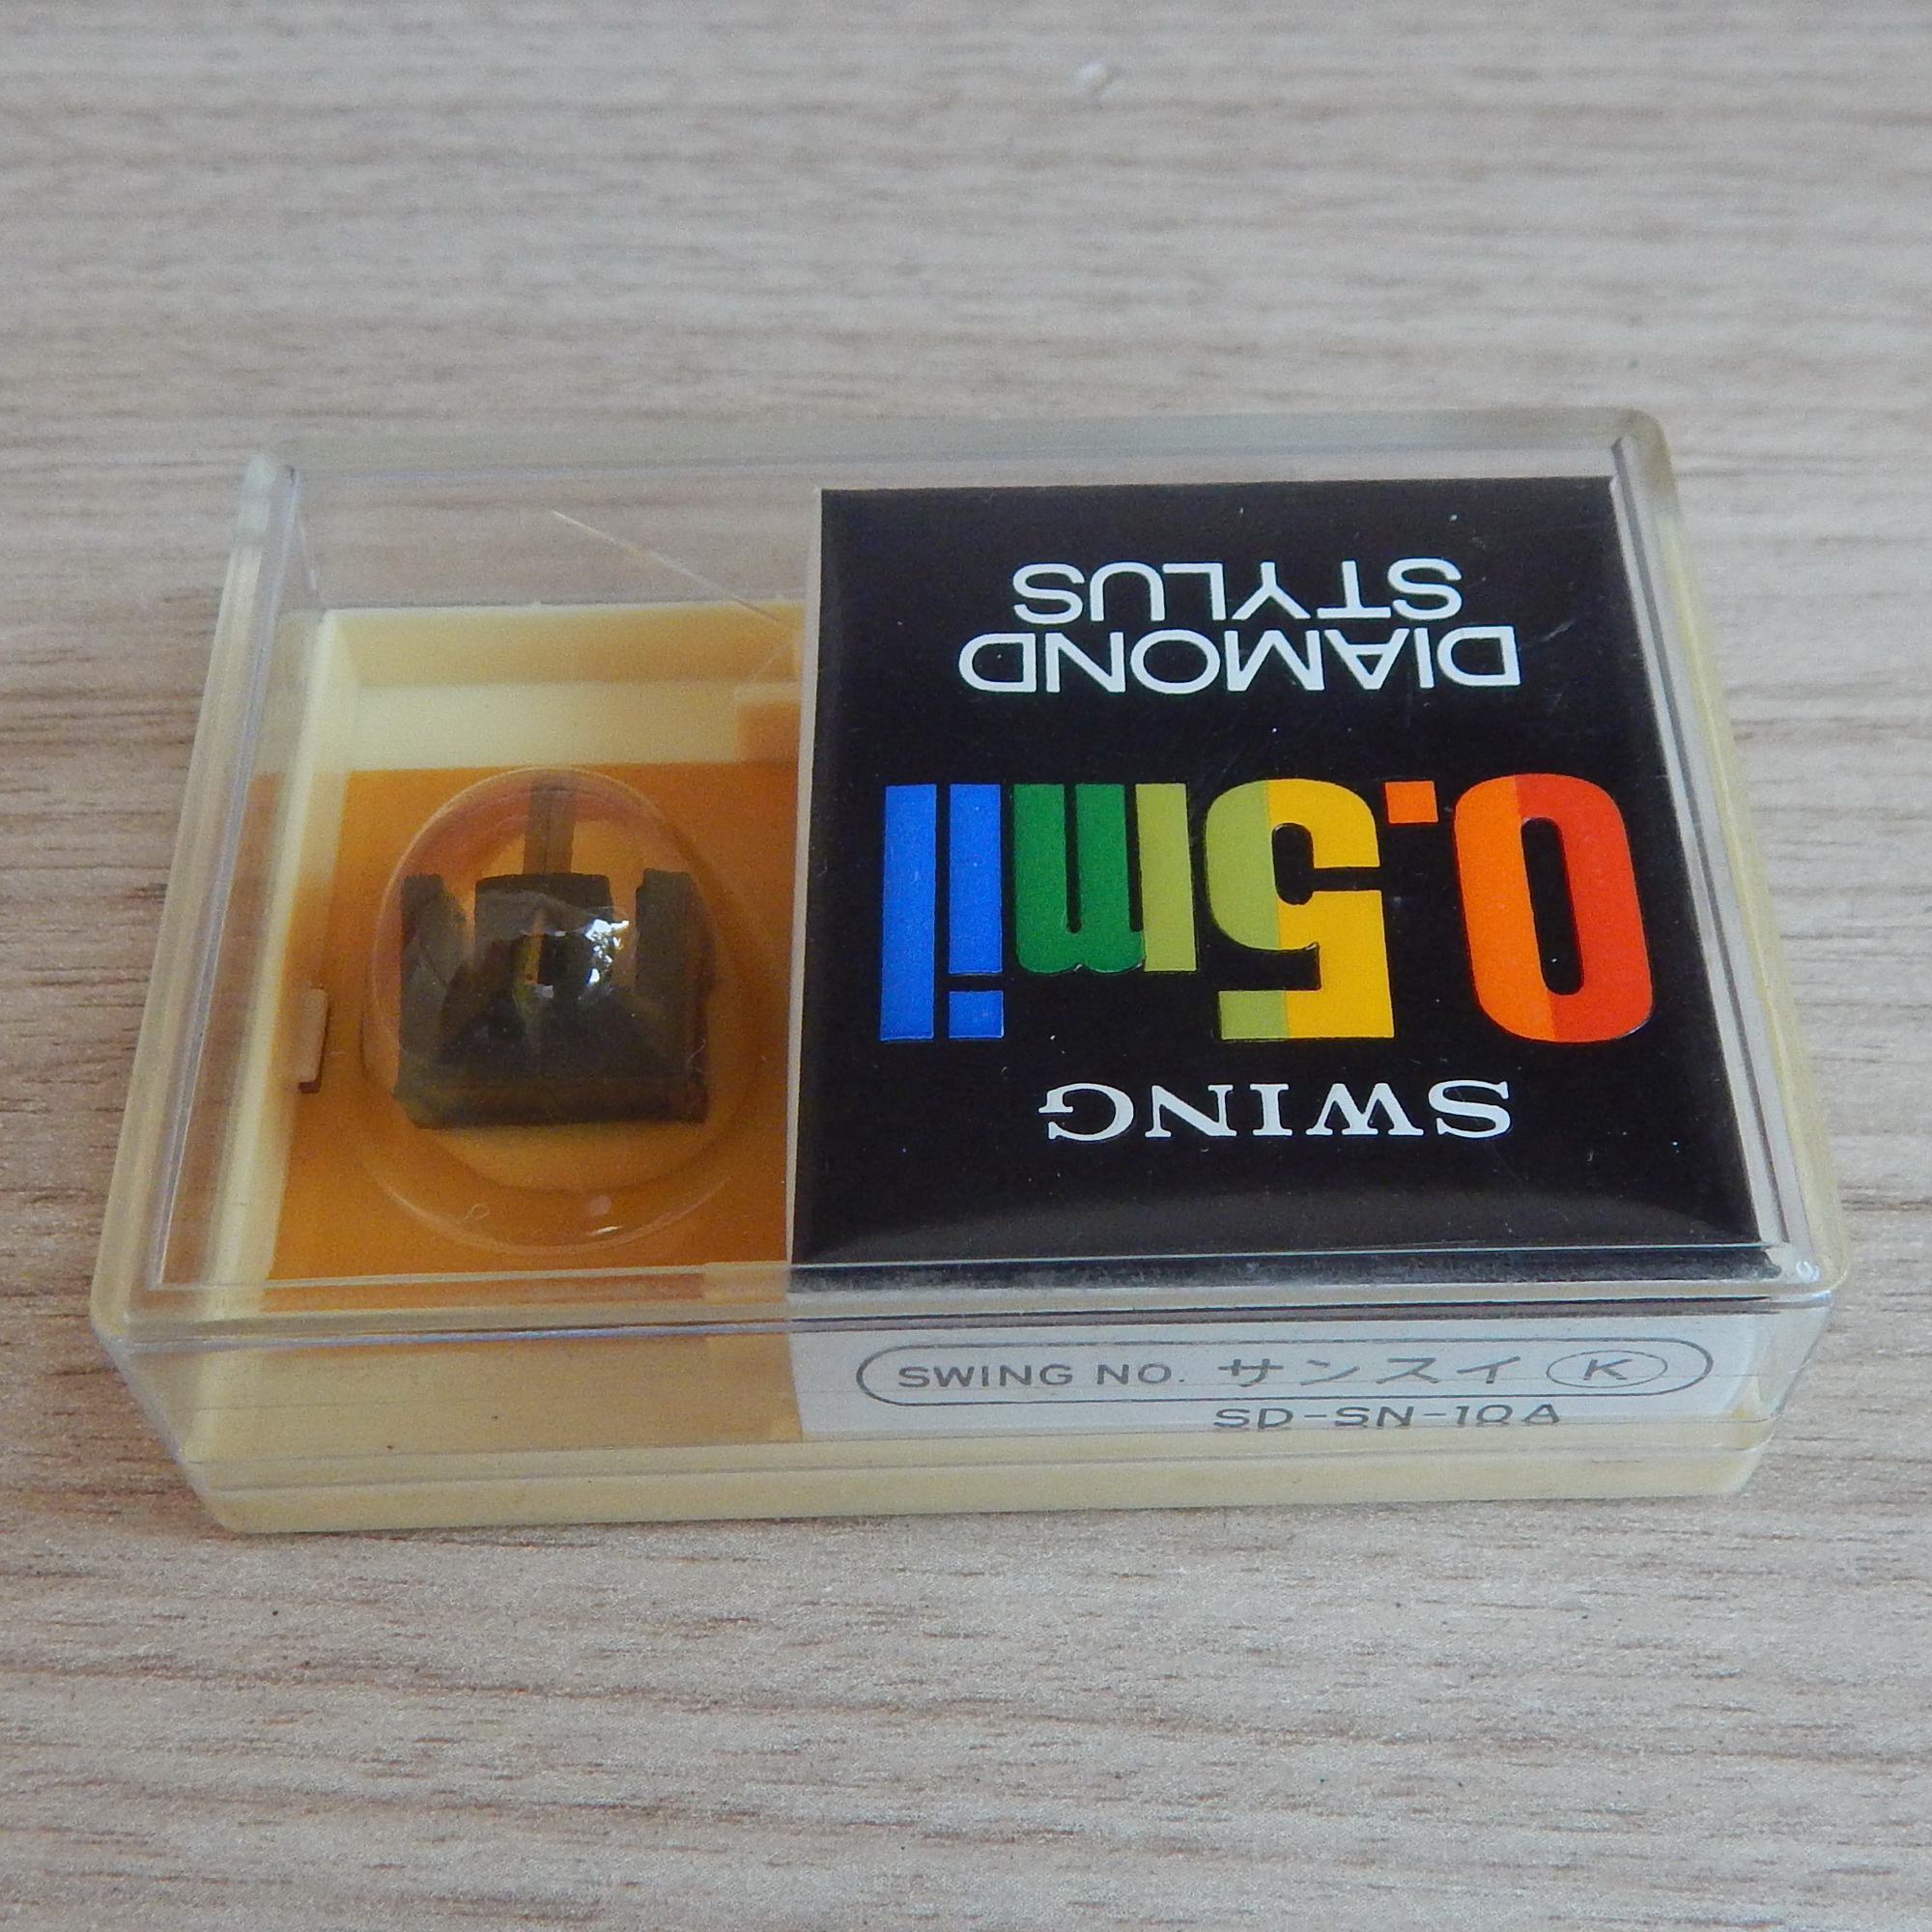 SWING
0.5mil
DIAMOND
STYLUS
SWING NO. サンスイ Ⓚ
SD-SN-10A